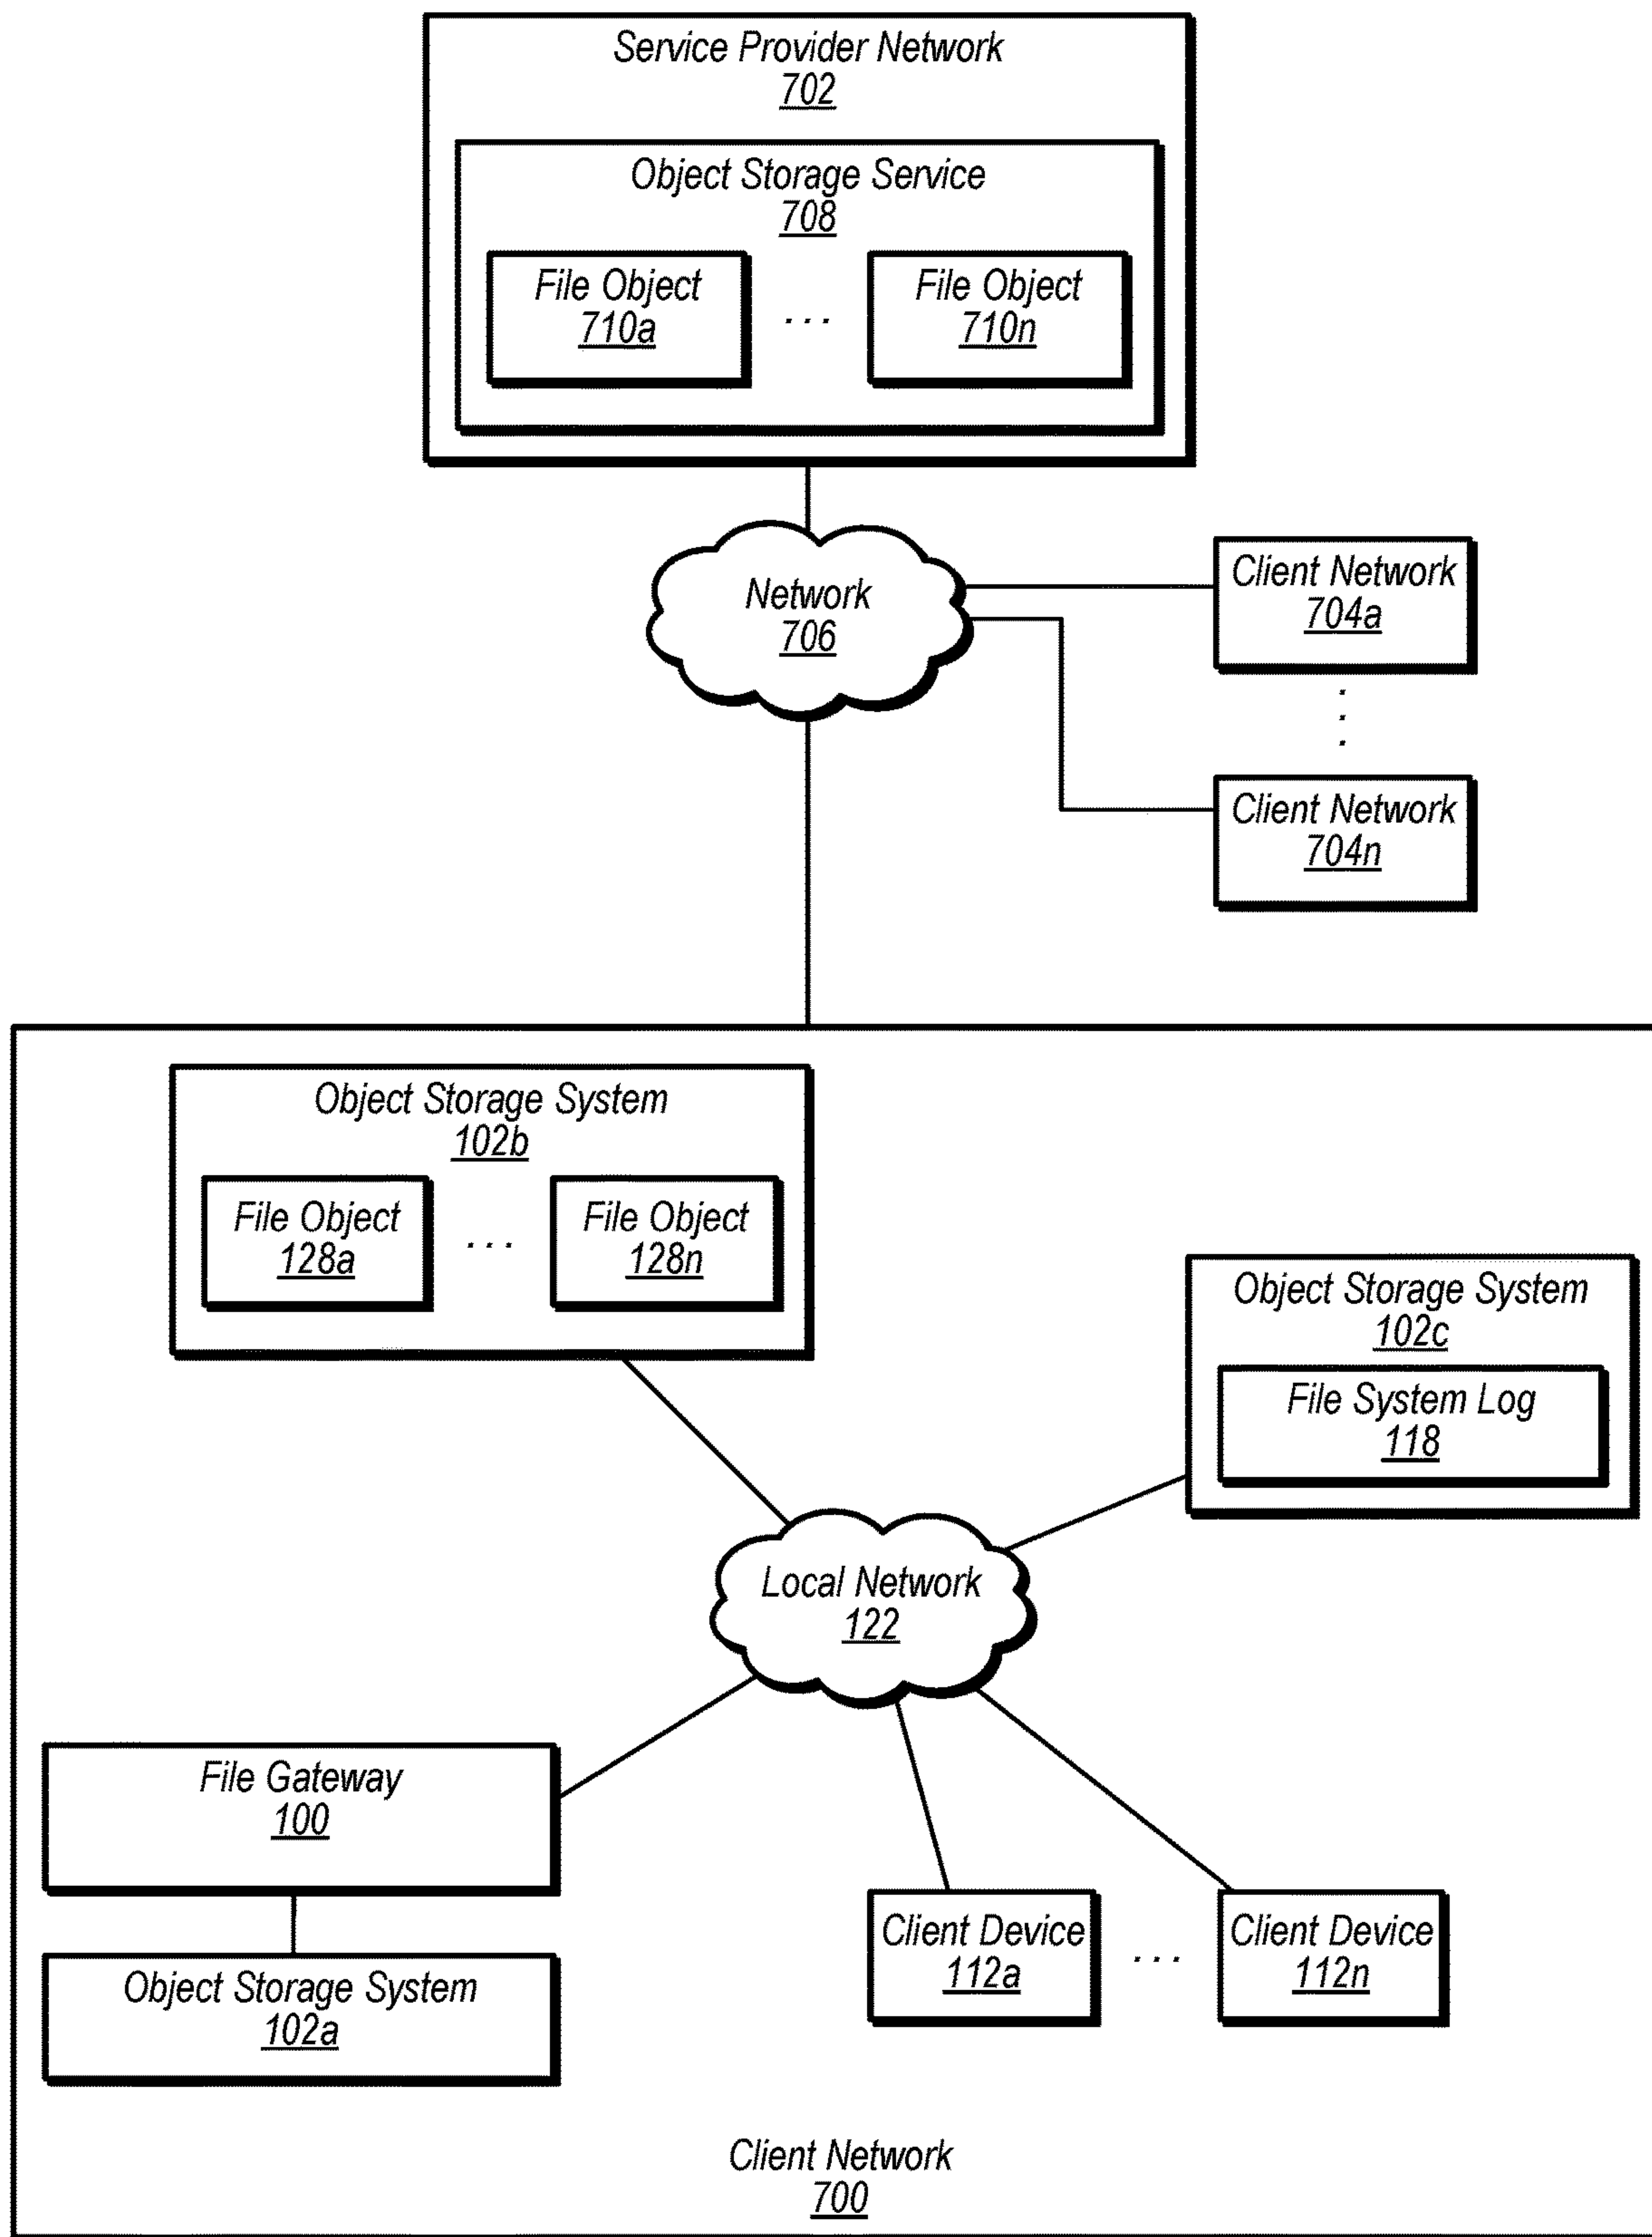 Service Provider Network
702
Object Storage Service
708
File Object
710a
...
File Object
710n
Network
706
Client Network
704a
...
Client Network
704n
Object Storage System
102b
File Object
128a
...
File Object
128n
Object Storage System
102c
File System Log
118
Local Network
122
File Gateway
100
Object Storage System
102a
Client Device
112a
...
Client Device
112n
Client Network
700